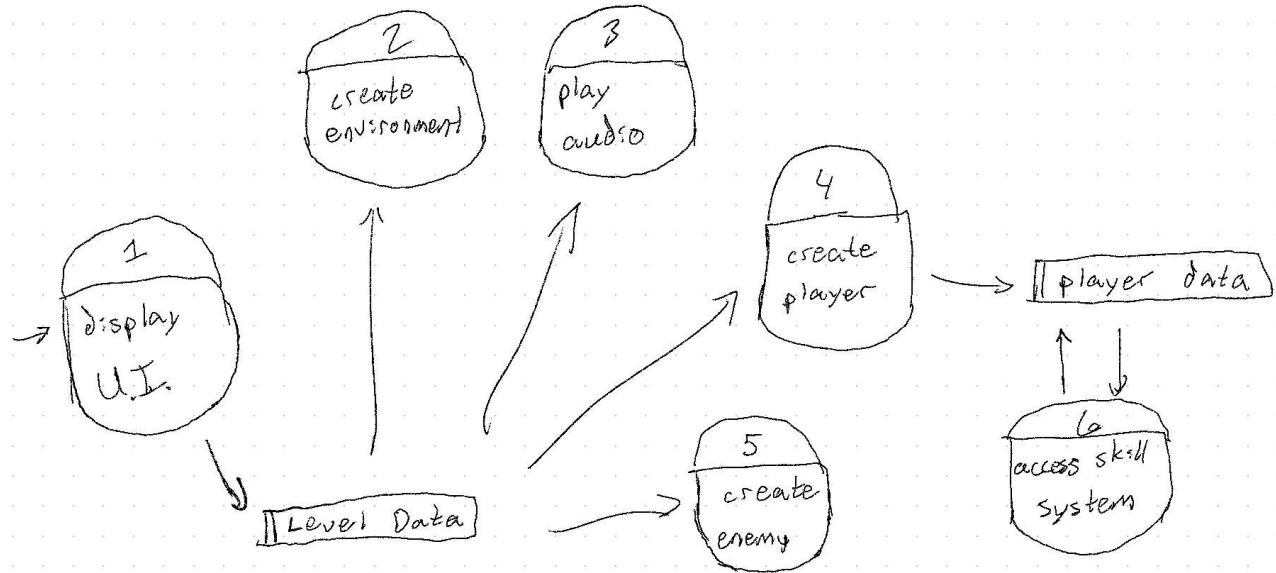 2
create
environment
3
play
audio
4
create
player
player data
1
display
U.I.
5
create
enemy
6
access skill
system
Level Data